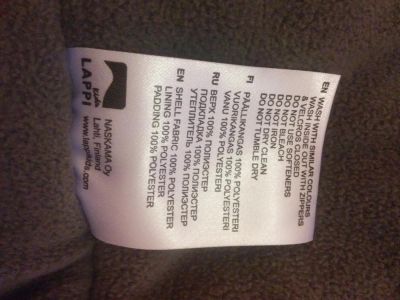 EN WASH WITH SIMILAR COLOURS
WASH INSIDE OUT WITH ZIPPERS
& VELCROS CLOSED
DO NOT USE SOFTENERS
DO NOT BLEACH
DO NOT IRON
DO NOT DRY CLEAN
DO NOT TUMBLE DRY
FI PÄÄLIKANGAS 100% POLYESTERI
VUORIKANGAS 100% POLYESTERI
VANU 100% POLYESTERI
RU ВЕРХ 100% ПОЛИЭСТЕР
ПОДКЛАДКА 100% ПОЛИЭСТЕР
УТЕПЛИТЕЛЬ 100% ПОЛИЭСТЕР
EN SHELL FABRIC 100% POLYESTER
LINING 100% POLYESTER
PADDING 100% POLYESTER
LAPPI
Kids
NASKAMA Oy
Lahti, Finland
www.lappikids.com